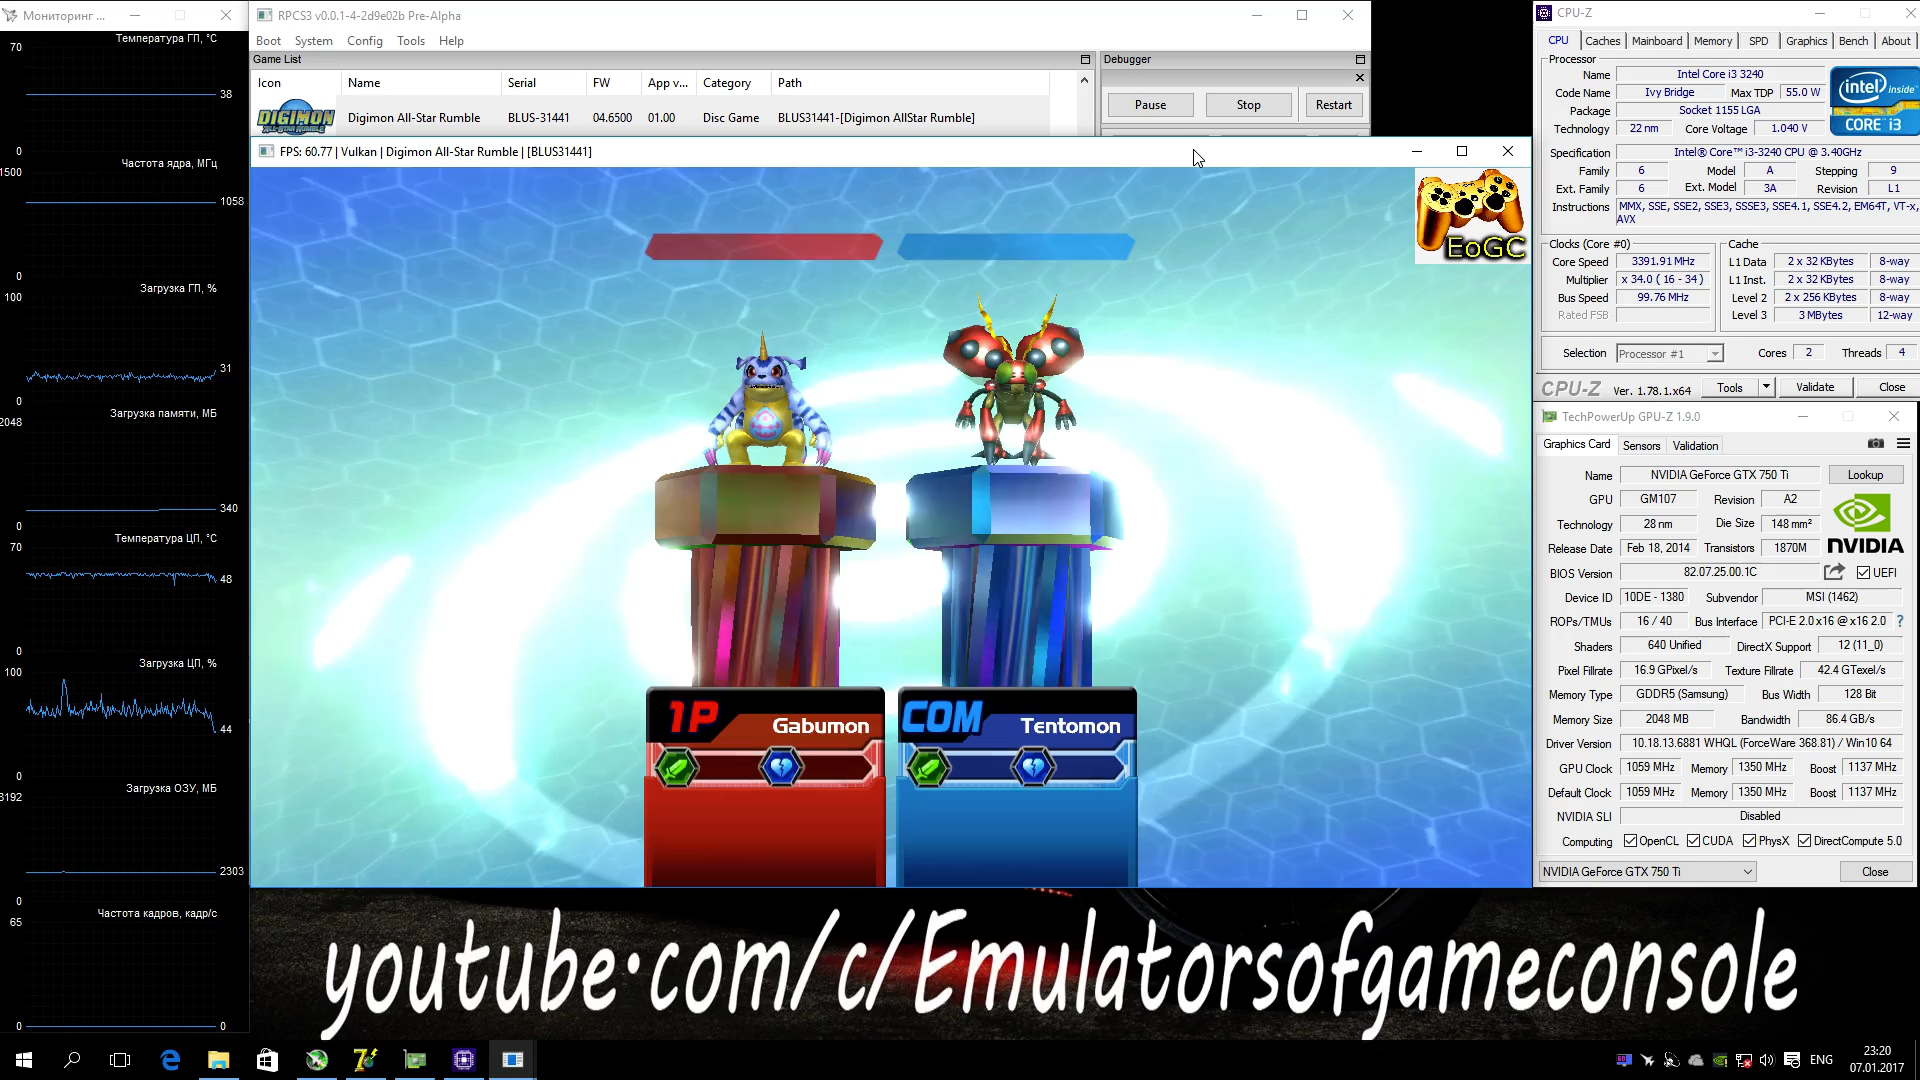 Мониторинг ...
Температура ГП, °C
70
38
0
Частота ядра, МГц
1500
1058
0
Загрузка ГП, %
100
31
0
Загрузка памяти, МБ
2048
340
0
Температура ЦП, °C
70
48
0
Загрузка ЦП, %
100
44
0
Загрузка ОЗУ, МБ
8192
2303
0
Частота кадров, кадр/с
65
0
0
RPCS3 v0.0.1-4-2d9e02b Pre-Alpha
Boot System Config Tools Help
Game List
Icon Name Serial FW App v... Category Path
DIGIMON ALL-STAR RUMBLE Digimon All-Star Rumble BLUS-31441 04.6500 01.00 Disc Game BLUS31441-[Digimon AllStar Rumble]
Debugger
Pause Stop Restart
FPS: 60.77 | Vulkan | Digimon All-Star Rumble | [BLUS31441]
EoGC
1P Gabumon
COM Tentomon
youtube.com/c/Emulatorsofgameconsole
CPU-Z
CPU Caches Mainboard Memory SPD Graphics Bench About
Processor
Name Intel Core i3 3240
Code Name Ivy Bridge Max TDP 55.0 W
Package Socket 1155 LGA
Technology 22 nm Core Voltage 1.040 V
intel inside™
CORE i3
Specification Intel® Core™ i3-3240 CPU @ 3.40GHz
Family 6 Model A Stepping 9
Ext. Family 6 Ext. Model 3A Revision L1
Instructions MMX, SSE, SSE2, SSE3, SSSE3, SSE4.1, SSE4.2, EM64T, VT-x, AVX
Clocks (Core #0) Cache
Core Speed 3391.91 MHz L1 Data 2 x 32 KBytes 8-way
Multiplier x 34.0 ( 16 - 34 ) L1 Inst. 2 x 32 KBytes 8-way
Bus Speed 99.76 MHz Level 2 2 x 256 KBytes 8-way
Rated FSB Level 3 3 MBytes 12-way
Selection Processor #1 Cores 2 Threads 4
CPU-Z Ver. 1.78.1.x64 Tools Validate Close
TechPowerUp GPU-Z 1.9.0
Graphics Card Sensors Validation
Name NVIDIA GeForce GTX 750 Ti Lookup
GPU GM107 Revision A2
Technology 28 nm Die Size 148 mm²
Release Date Feb 18, 2014 Transistors 1870M
NVIDIA
BIOS Version 82.07.25.00.1C UEFI
Device ID 10DE - 1380 Subvendor MSI (1462)
ROPs/TMUs 16 / 40 Bus Interface PCI-E 2.0 x16 @ x16 2.0 ?
Shaders 640 Unified DirectX Support 12 (11_0)
Pixel Fillrate 16.9 GPixel/s Texture Fillrate 42.4 GTexel/s
Memory Type GDDR5 (Samsung) Bus Width 128 Bit
Memory Size 2048 MB Bandwidth 86.4 GB/s
Driver Version 10.18.13.6881 WHQL (ForceWare 368.81) / Win10 64
GPU Clock 1059 MHz Memory 1350 MHz Boost 1137 MHz
Default Clock 1059 MHz Memory 1350 MHz Boost 1137 MHz
NVIDIA SLI Disabled
Computing OpenCL CUDA PhysX DirectCompute 5.0
NVIDIA GeForce GTX 750 Ti Close
ENG
23:20
07.01.2017